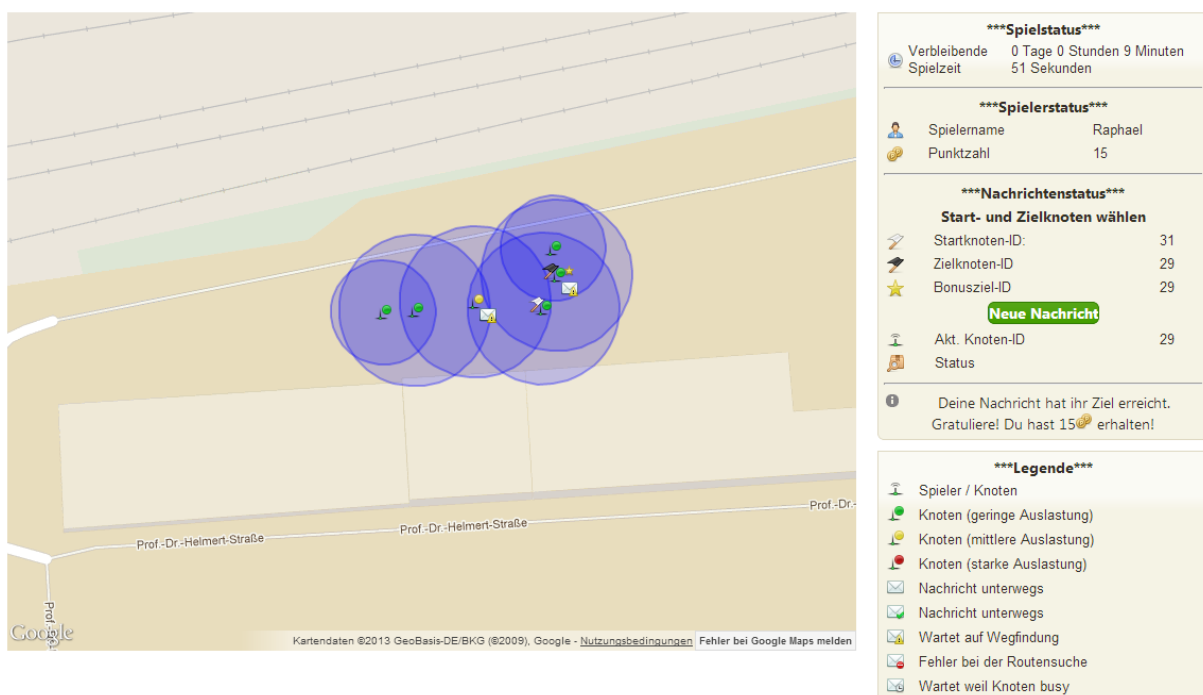 Prof.-Dr.-Helmert-Straße
Prof.-Dr.-Helmert-Straße
Prof.-Dr.-
Google
Kartendaten ©2013 GeoBasis-DE/BKG (©2009), Google - Nutzungsbedingungen
Fehler bei Google Maps melden
***Spielstatus***
Verbleibende 0 Tage 0 Stunden 9 Minuten
Spielzeit 51 Sekunden
***Spielerstatus***
Spielername Raphael
Punktzahl 15
***Nachrichtenstatus***
Start- und Zielknoten wählen
Startknoten-ID: 31
Zielknoten-ID 29
Bonusziel-ID 29
Neue Nachricht
Akt. Knoten-ID 29
Status
Deine Nachricht hat ihr Ziel erreicht.
Gratuliere! Du hast 15 erhalten!
***Legende***
Spieler / Knoten
Knoten (geringe Auslastung)
Knoten (mittlere Auslastung)
Knoten (starke Auslastung)
Nachricht unterwegs
Nachricht unterwegs
Wartet auf Wegfindung
Fehler bei der Routensuche
Wartet weil Knoten busy